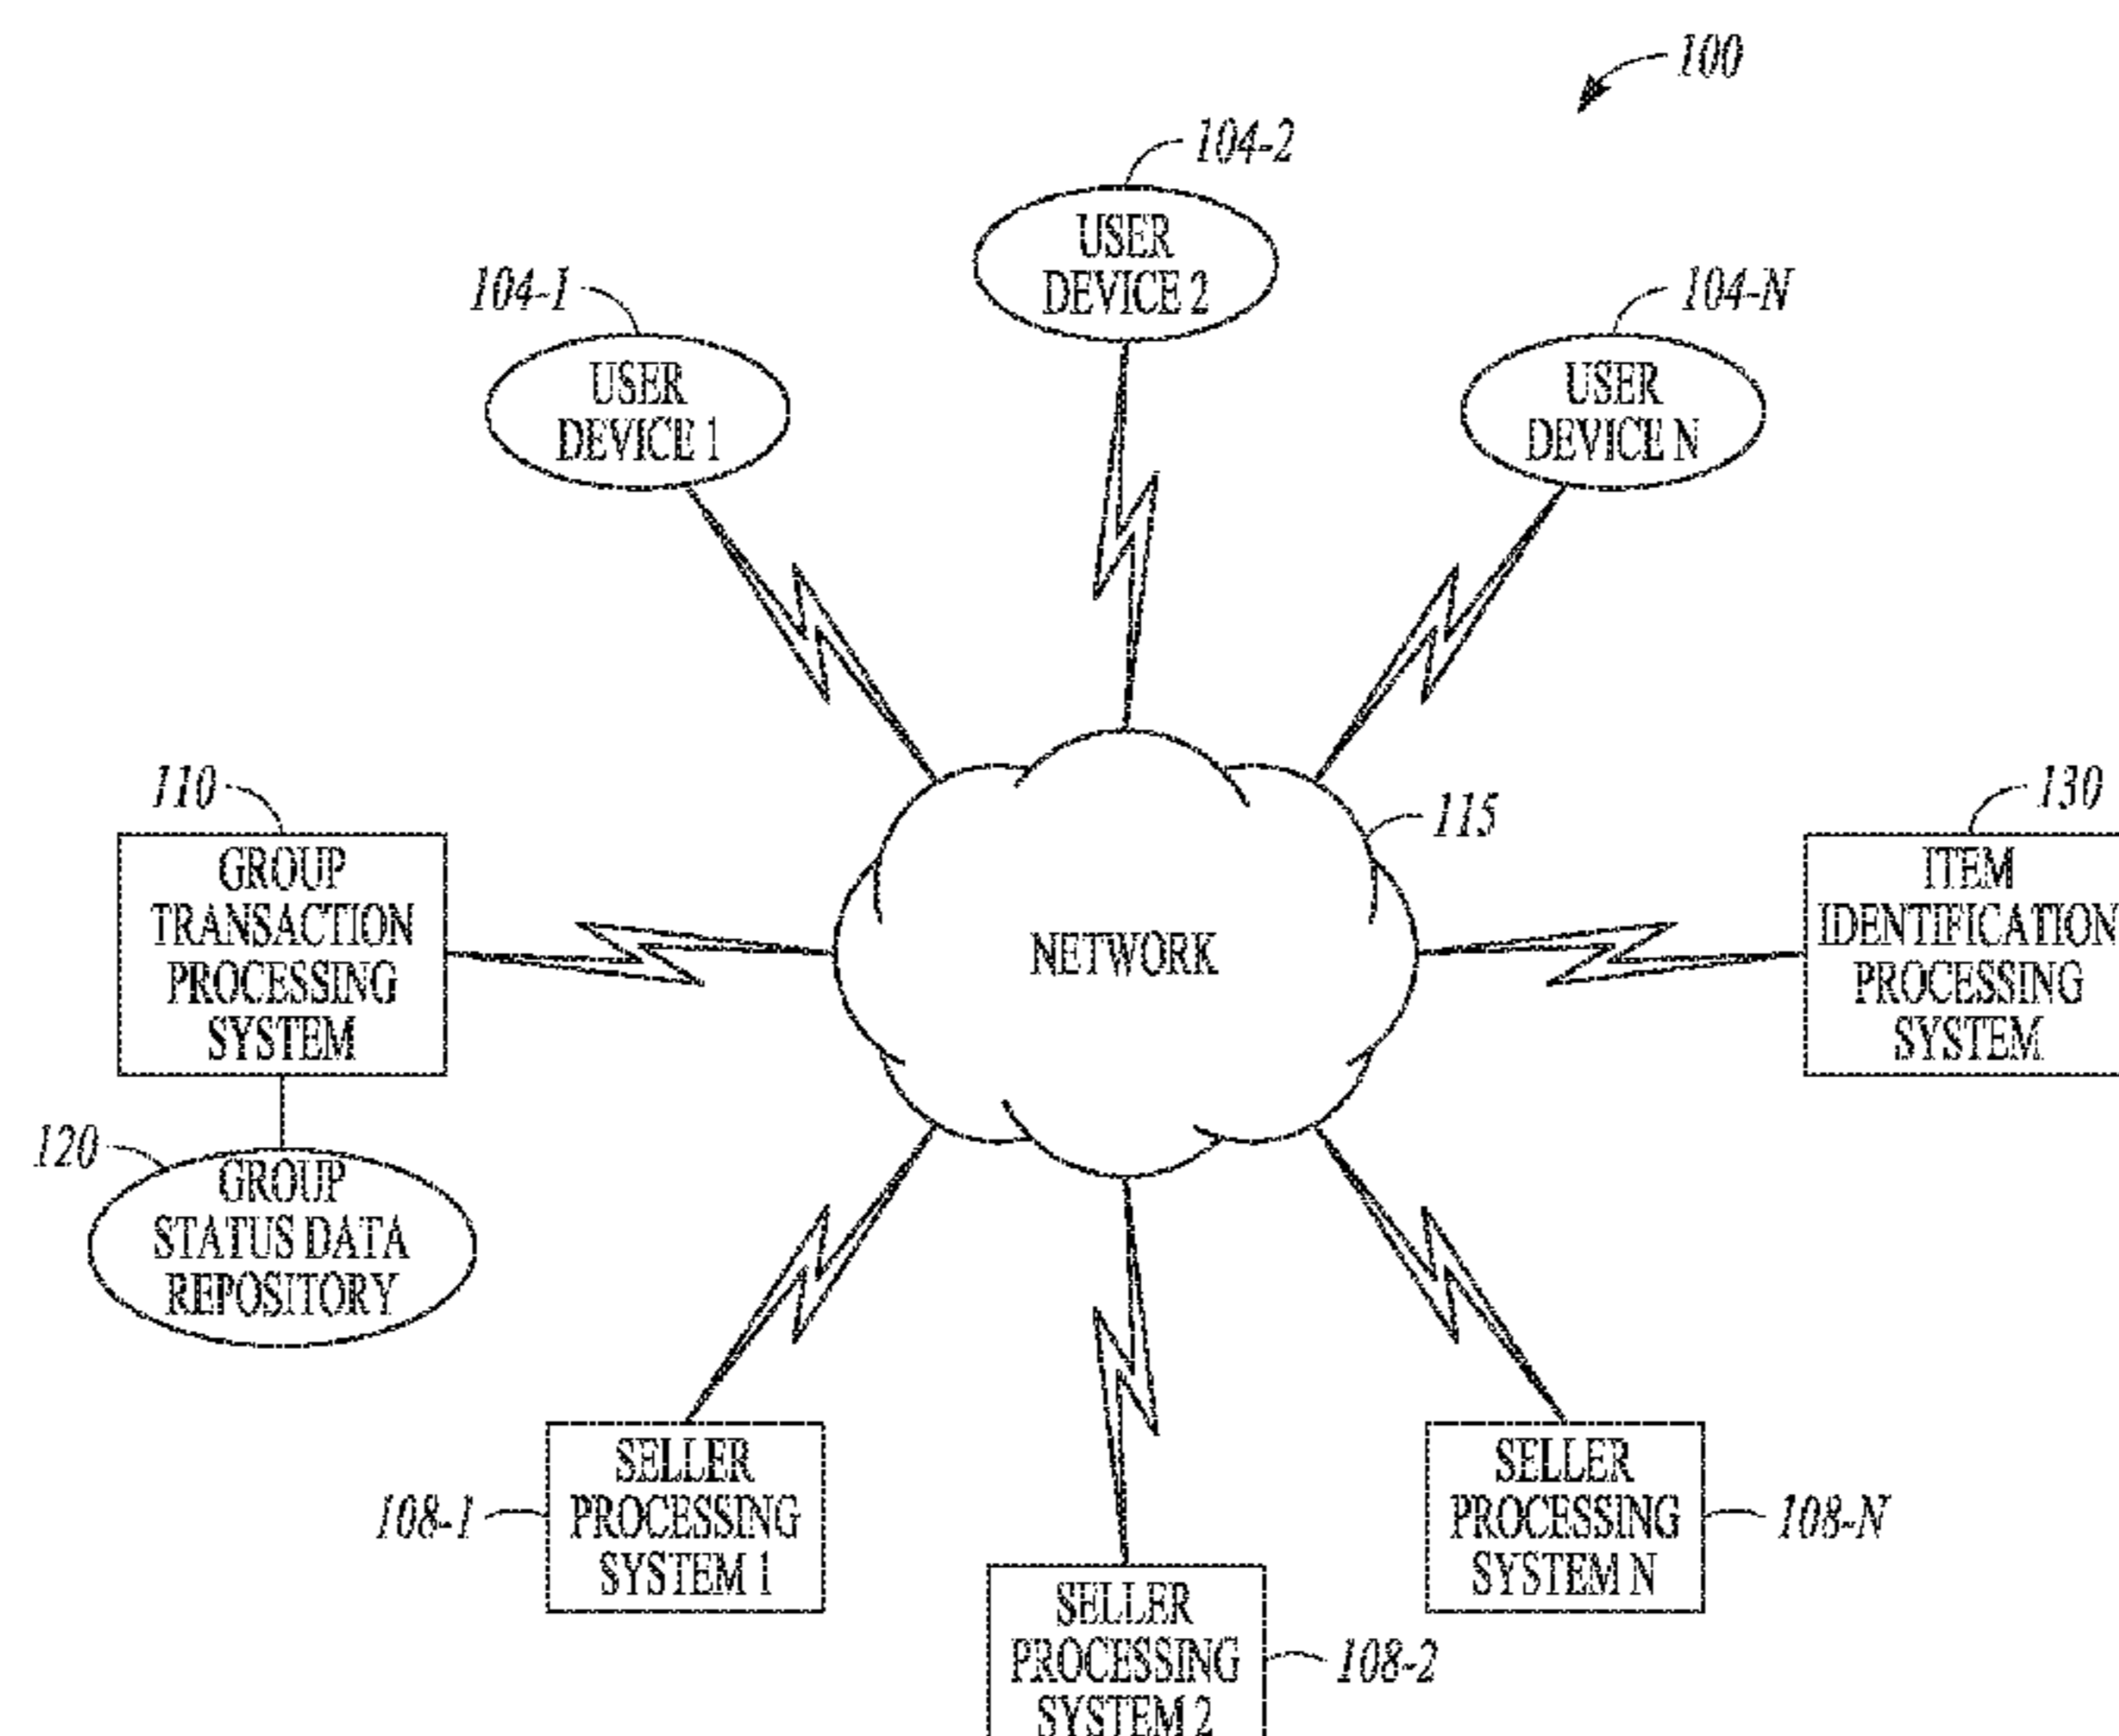 100
104-2
USER
DEVICE 2
104-1
USER
DEVICE 1
104-N
USER
DEVICE N
110
GROUP
TRANSACTION
PROCESSING
SYSTEM
115
NETWORK
130
ITEM
IDENTIFICATION
PROCESSING
SYSTEM
120
GROUP
STATUS DATA
REPOSITORY
108-1
SELLER
PROCESSING
SYSTEM 1
SELLER
PROCESSING
SYSTEM 2
108-2
SELLER
PROCESSING
SYSTEM N
108-N